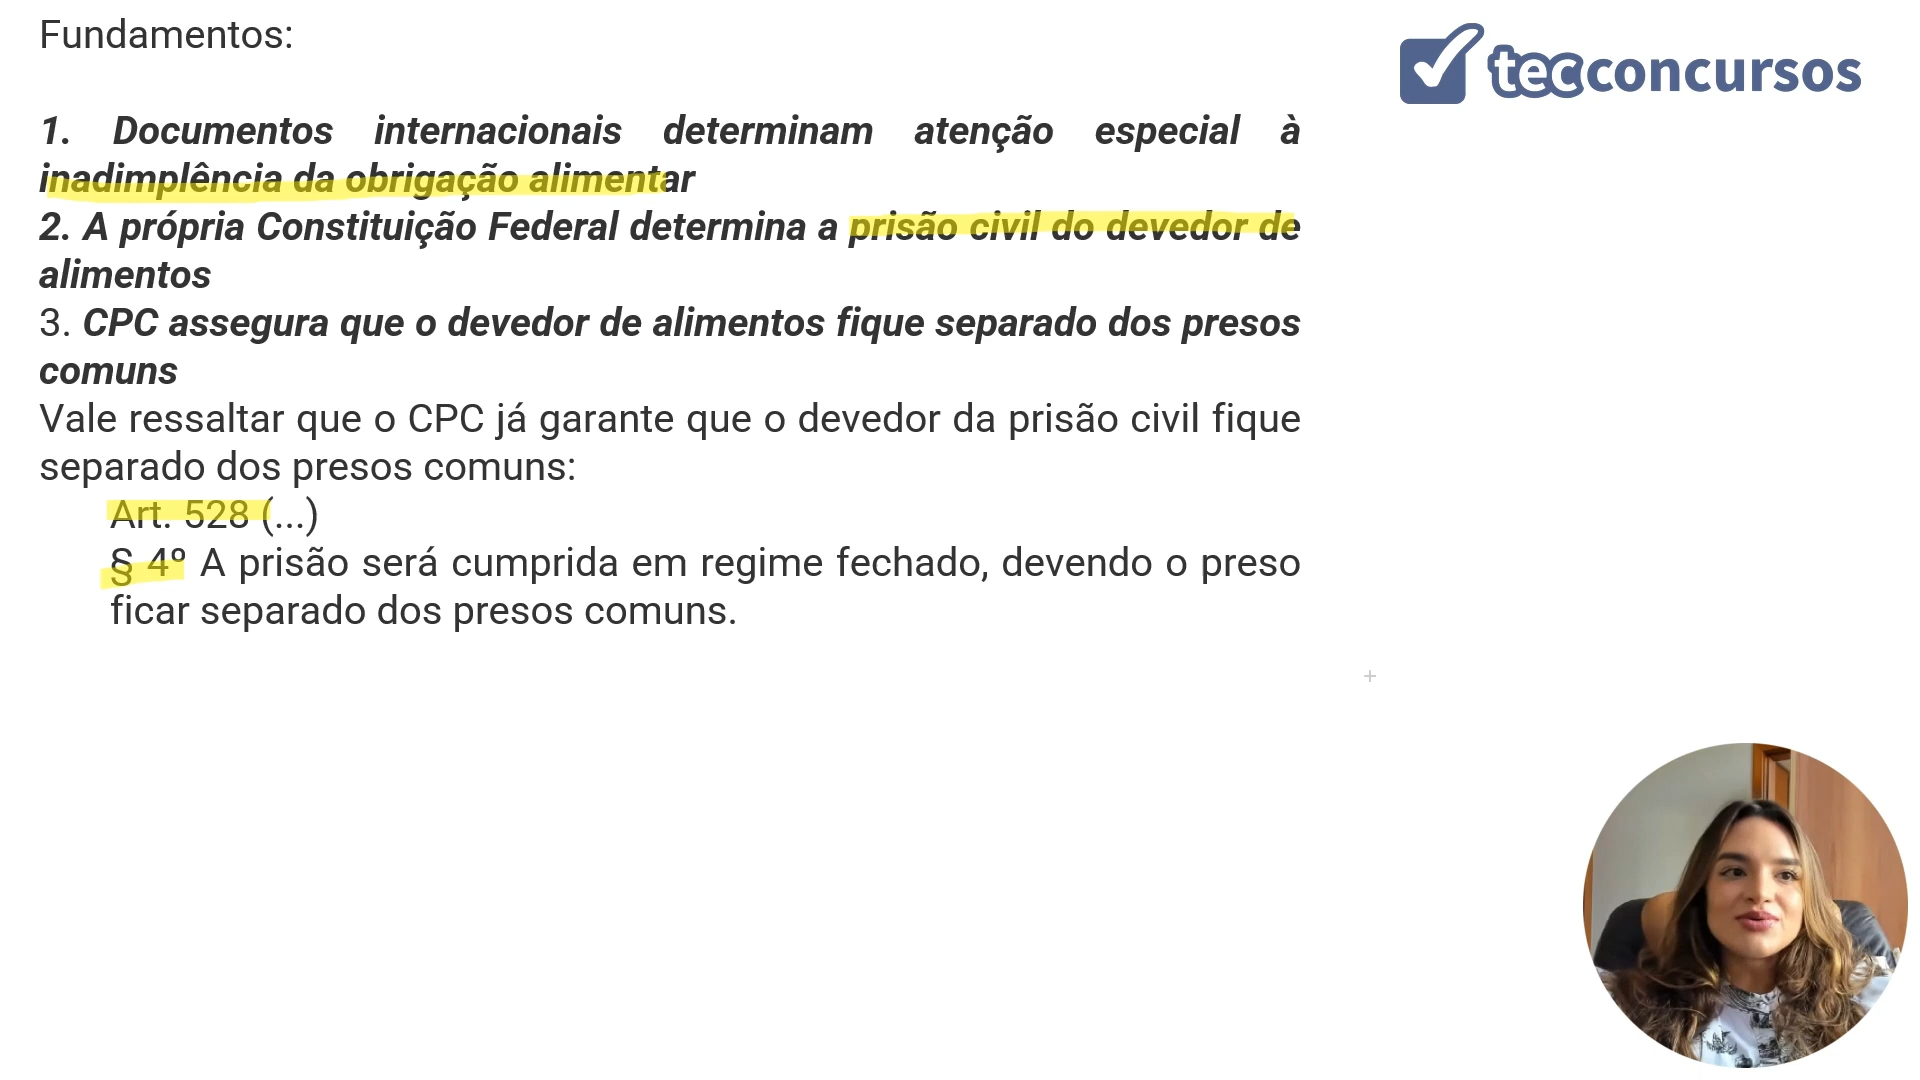 Fundamentos:
tecconcursos
1. Documentos internacionais determinam atenção especial à
inadimplência da obrigação alimentar
2. A própria Constituição Federal determina a prisão civil do devedor de
alimentos
3. CPC assegura que o devedor de alimentos fique separado dos presos
comuns
Vale ressaltar que o CPC já garante que o devedor da prisão civil fique
separado dos presos comuns:
Art. 528 (...)
§ 4º A prisão será cumprida em regime fechado, devendo o preso
ficar separado dos presos comuns.